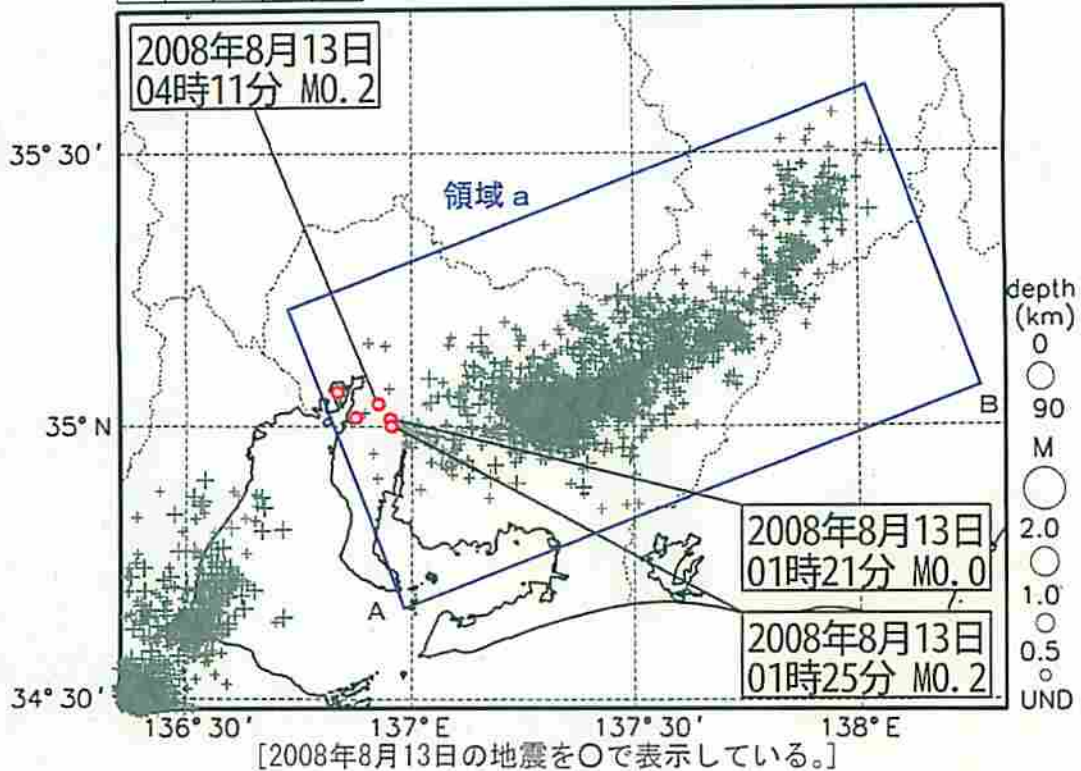 2008年8月13日
04時11分 M0.2
35°30′
領域a
depth
(km)
0
90
M
2.0
1.0
0.5
UND
35°N
B
A
2008年8月13日
01時21分 M0.0
2008年8月13日
01時25分 M0.2
34°30′
136°30′
137°E
137°30′
138°E
[2008年8月13日の地震を○で表示している。]